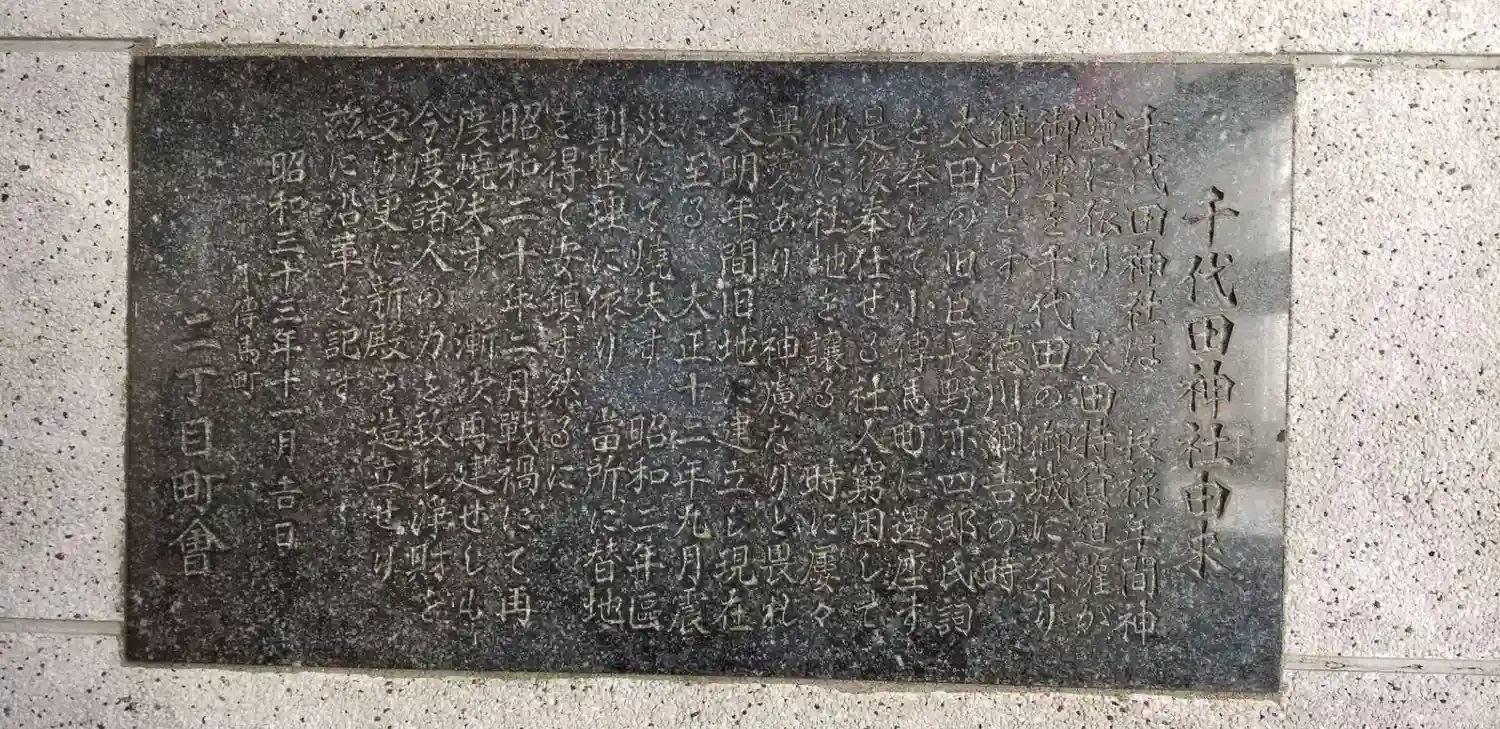 千代田神社由来
千代田神社は 長禄年間神
霊に依り 太田持資道灌が
御霊を千代田の御城に祭り
鎮守とす 徳川綱吉の時
太田の旧臣長野亦四郎氏詞
を奉じて小傳馬町に還座す
是後奉仕せる社人窮困して
他に社地を譲る 時に屡々
異変あり 神慮なりと畏れ
天明年間旧地に建立し現在
に至る 大正十二年九月震
災にて焼失す 昭和二年区
劃整理に依り 當所に替地
を得て安鎮す然るに
昭和二十年二月戰禍にて再
度焼失す 漸次再建せしも
今度諸人の力を致し浄財を
受け更に新殿を造立せり
茲に沿革を記す
昭和三十三年十一月吉日
小傳馬町
三丁目町會